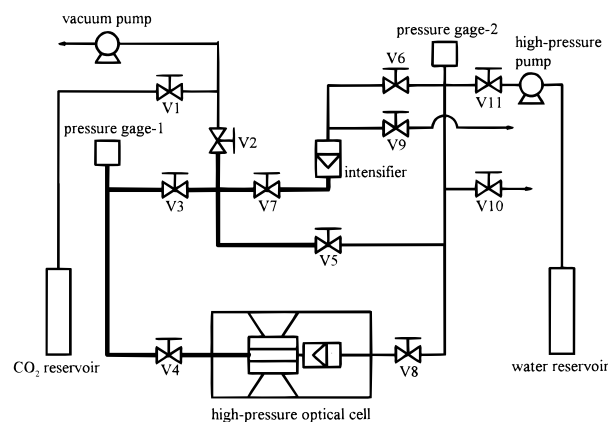 vacuum pump
pressure gage-2
high-pressure
pump
V6
V1
V11
pressure gage-1
V2
V9
intensifier
V3
V7
V10
V5
CO₂ reservoir
V4
V8
water reservoir
high-pressure optical cell